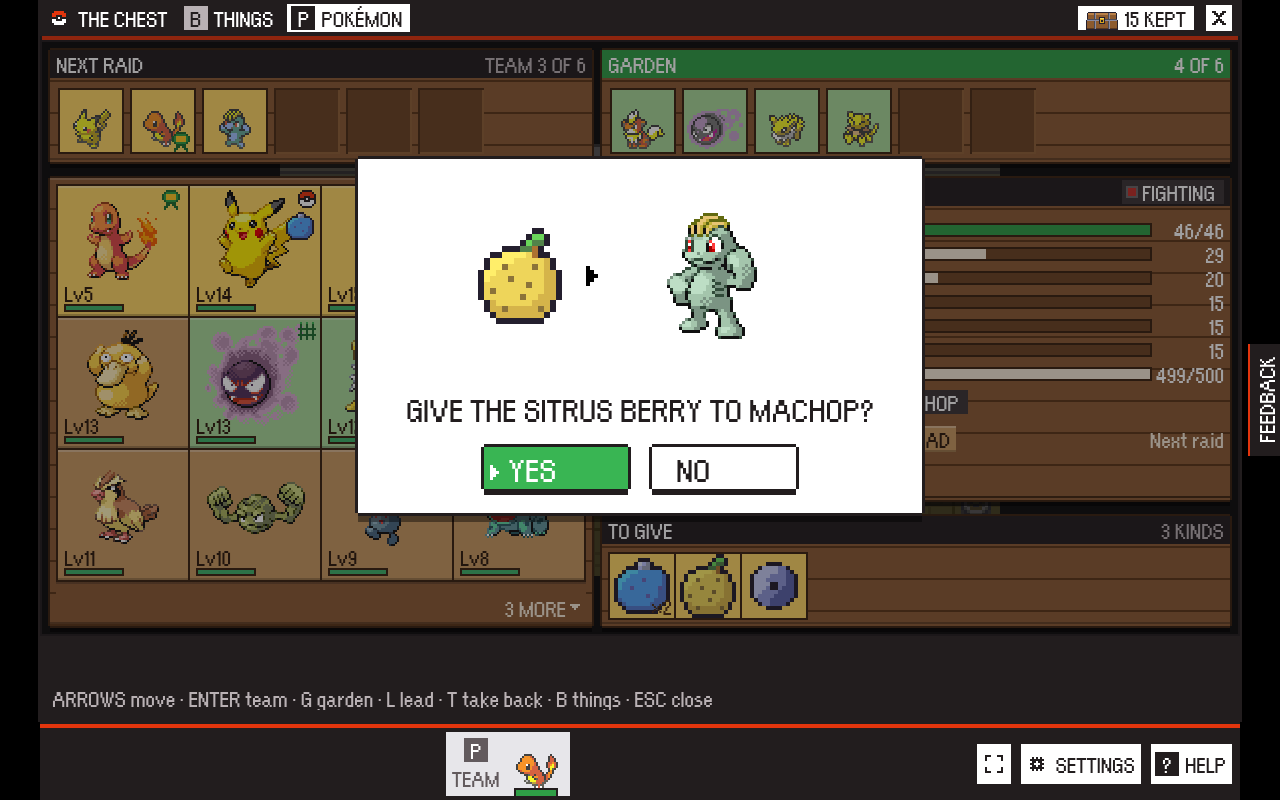 THE CHEST B THINGS P POKÉMON 15 KEPT X
NEXT RAID TEAM 3 OF 6
GARDEN 4 OF 6
FIGHTING
46/46
29
20
15
15
15
499/500
Next raid
Lv5 Lv14
Lv13 Lv13
Lv11 Lv10 Lv9 Lv8
3 MORE
GIVE THE SITRUS BERRY TO MACHOP?
YES NO
TO GIVE 3 KINDS
2
FEEDBACK
ARROWS move · ENTER team · G garden · L lead · T take back · B things · ESC close
P
TEAM
SETTINGS ? HELP